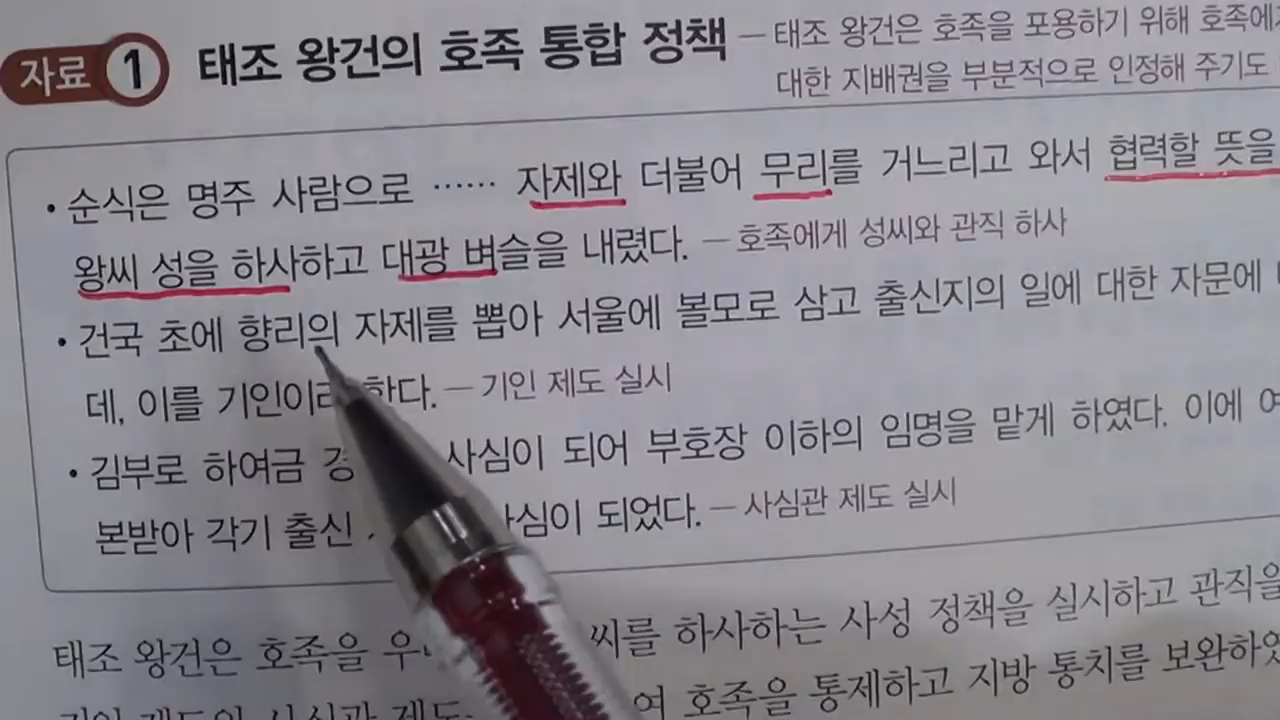 자료 1 태조 왕건의 호족 통합 정책 – 태조 왕건은 호족을 포용하기 위해 호족에
대한 지배권을 부분적으로 인정해 주기도
• 순식은 명주 사람으로 …… 자제와 더불어 무리를 거느리고 와서 협력할 뜻을
왕씨 성을 하사하고 대광 벼슬을 내렸다. – 호족에게 성씨와 관직 하사
• 건국 초에 향리의 자제를 뽑아 서울에 볼모로 삼고 출신지의 일에 대한 자문에
데, 이를 기인이라 한다. – 기인 제도 실시
• 김부로 하여금 경 사심이 되어 부호장 이하의 임명을 맡게 하였다. 이에
본받아 각기 출신 사심이 되었다. – 사심관 제도 실시
태조 왕건은 호족을 씨를 하사하는 사성 정책을 실시하고 관직을
여 호족을 통제하고 지방 통치를 보완하였